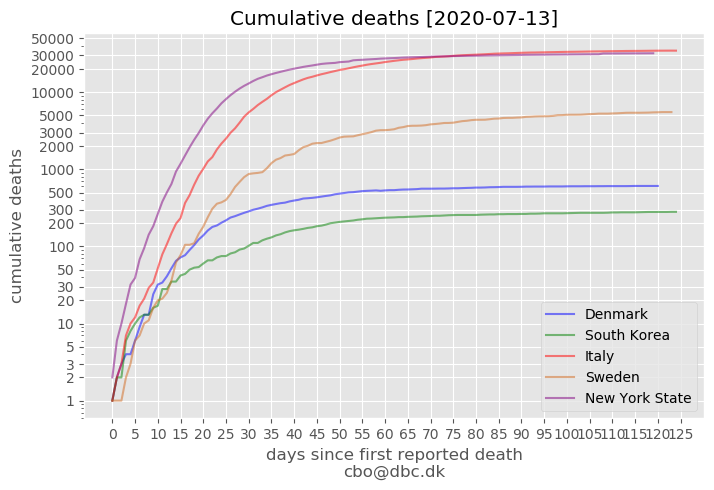 Cumulative deaths [2020-07-13]
cumulative deaths
50000
30000
20000
10000
5000
3000
2000
1000
500
300
200
100
50
30
20
10
5
3
2
1
Denmark
South Korea
Italy
Sweden
New York State
0 5 10 15 20 25 30 35 40 45 50 55 60 65 70 75 80 85 90 95 100 105 110 115 120 125
days since first reported death
cbo@dbc.dk